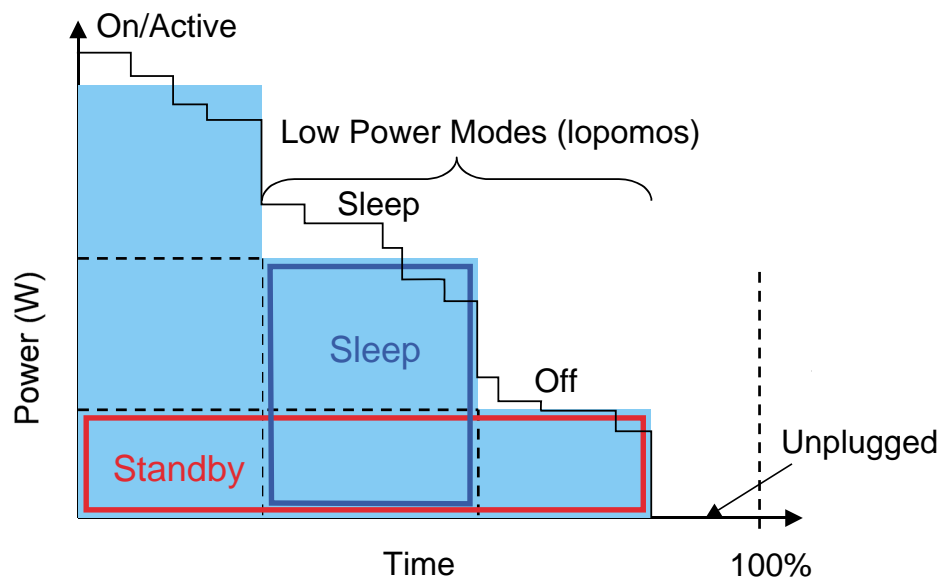 On/Active
Low Power Modes (lopomos)
Sleep
Power (W)
Sleep
Off
Standby
Unplugged
Time
100%